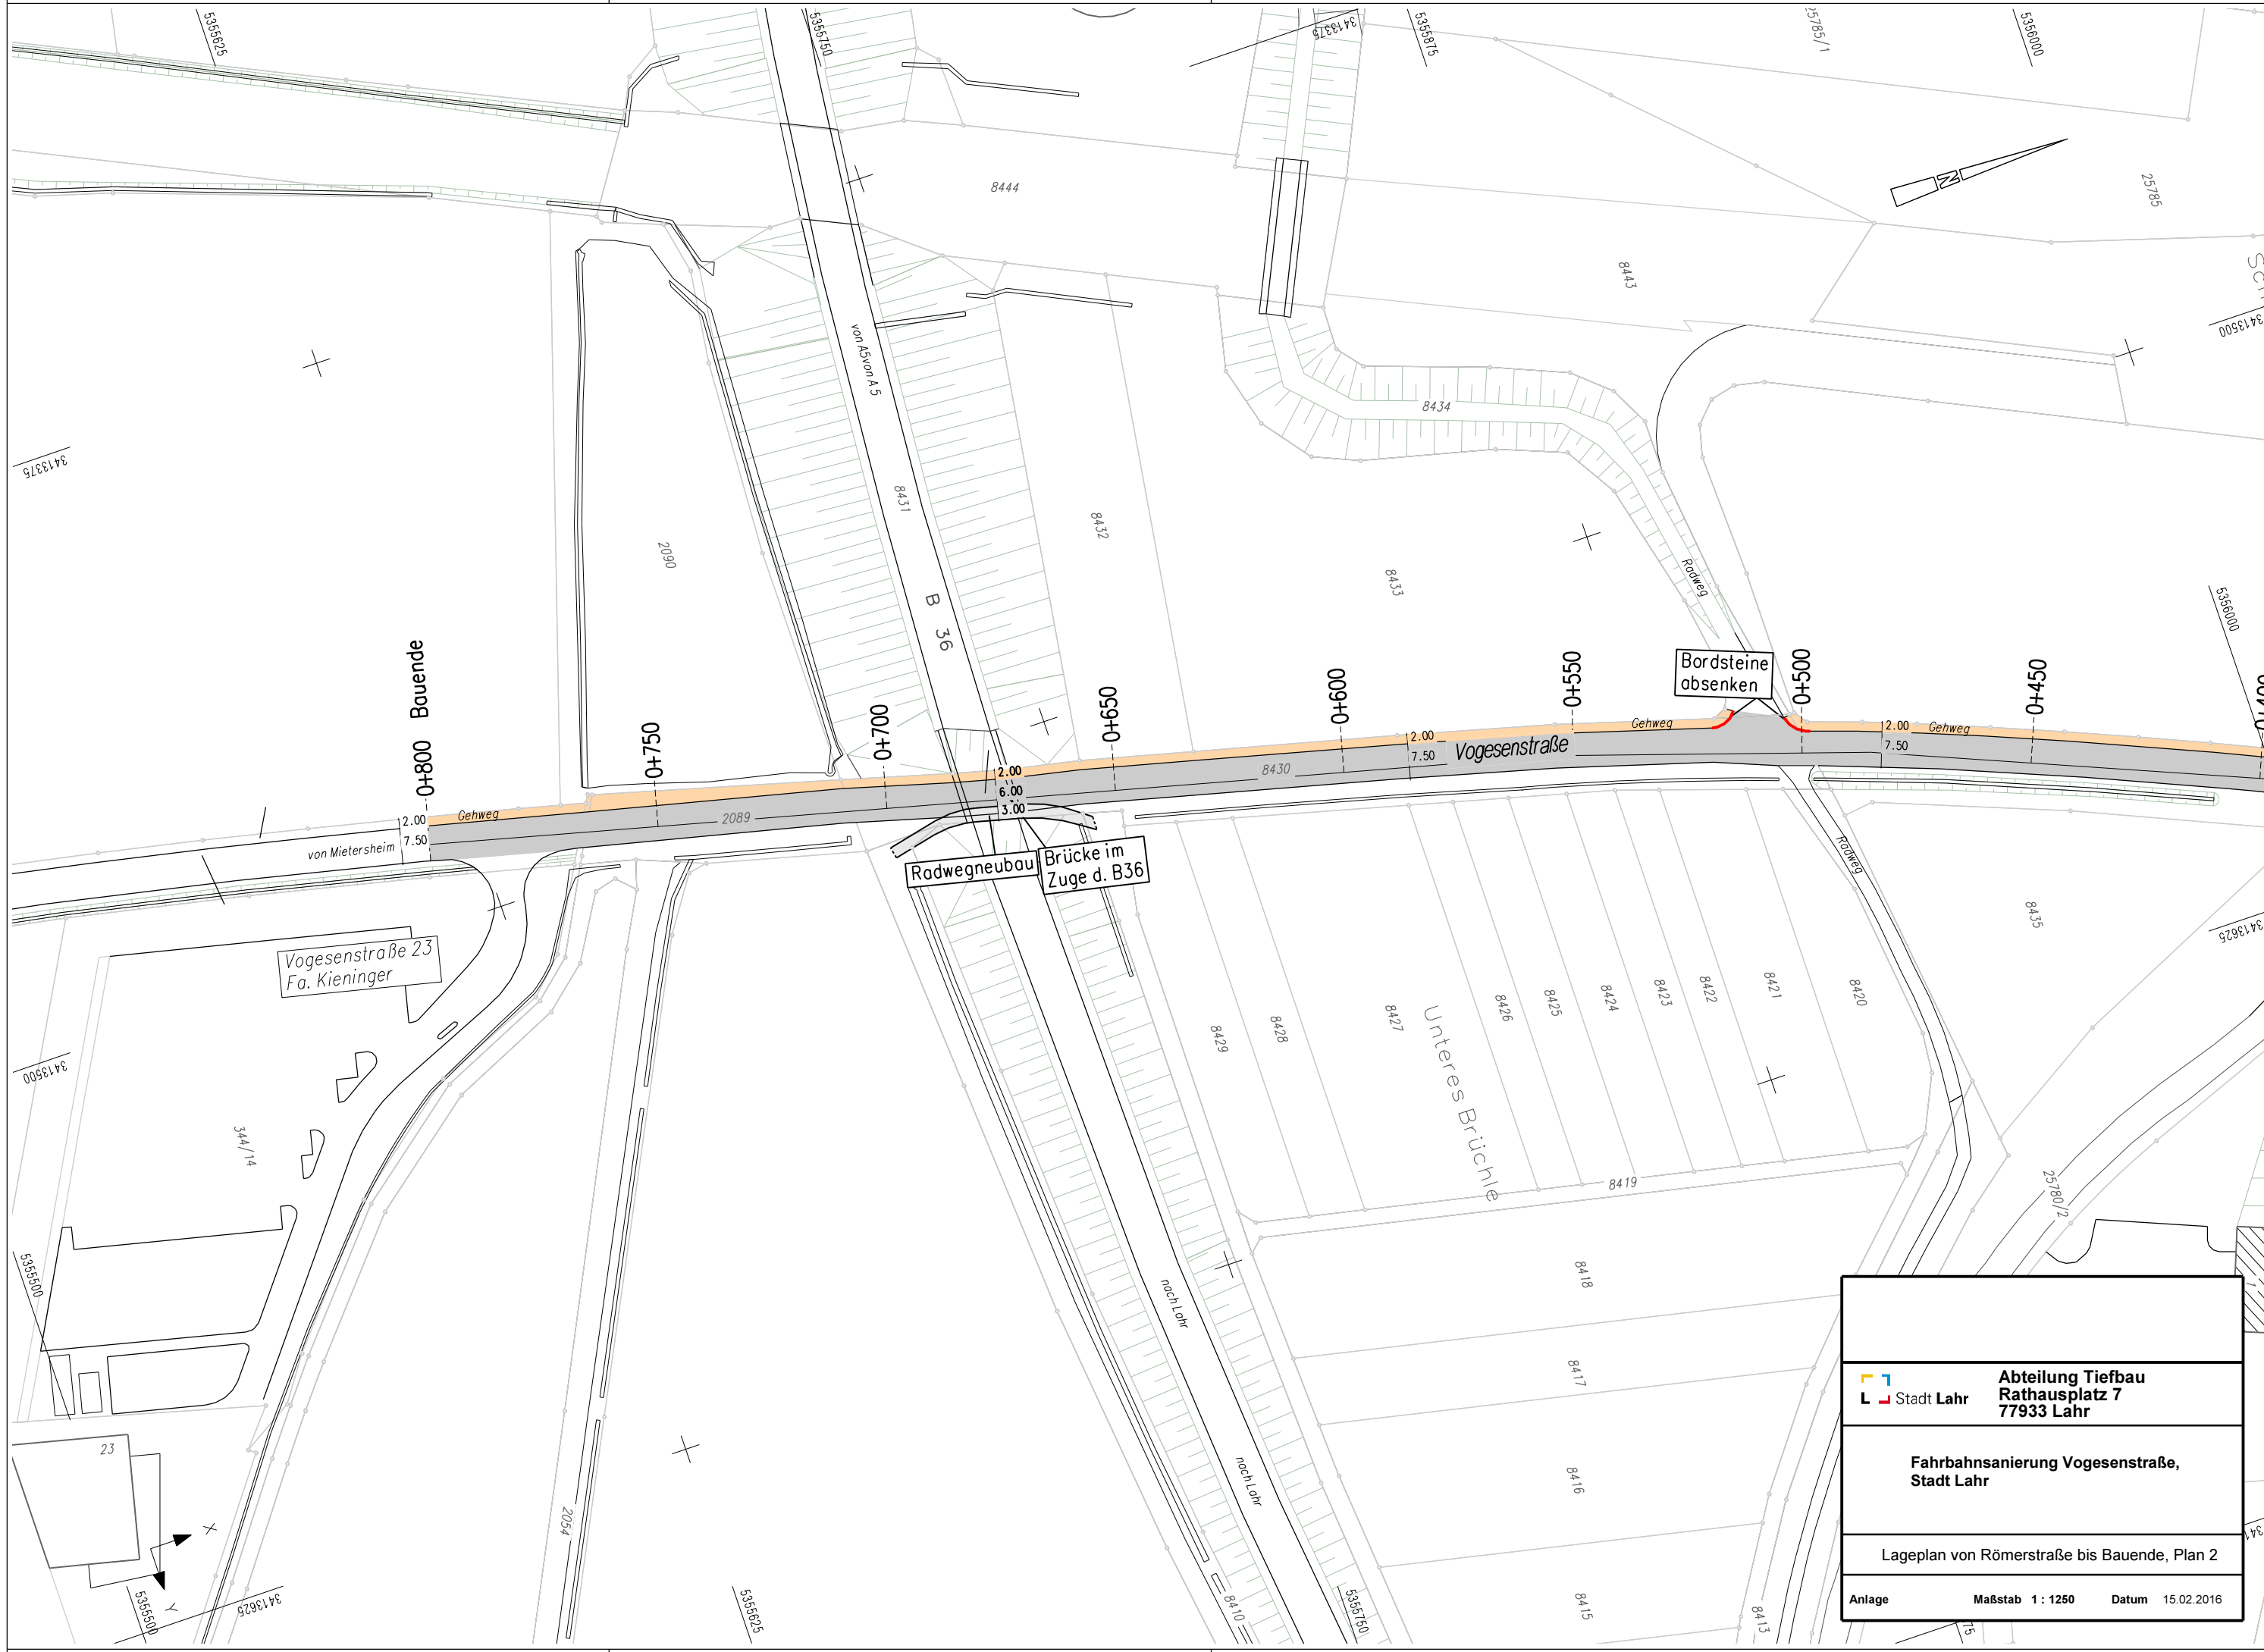 5355625
5355750
3413375
5355875
25785/1
5356000
8444
25785
8443
3413500
von A5von A 5
8434
3413375
8431
8432
2090
8433
Radweg
B 36
5356000
0+800 Bauende
0+750
0+700
0+650
0+600
0+550
Bordsteine
absenken
0+500
0+450
Gehweg
2.00
7.50
Vogesenstraße
2.00
7.50
Gehweg
8430
2.00
6.00
3.00
2089
Gehweg
2.00
7.50
von Mietersheim
Radwegneubau
Brücke im
Zuge d. B36
Radweg
8435
3413625
Vogesenstraße 23
Fa. Kieninger
8429
8428
8427
Unteres Brüchle
8426
8425
8424
8423
8422
8421
8420
3413500
344/14
8419
25780/2
5355500
nach Lahr
8418
8417
8416
8415
8413
23
2054
nach Lahr
8410
X
Y
5355500
3413625
5355625
5355750
75
L Stadt Lahr
Abteilung Tiefbau
Rathausplatz 7
77933 Lahr
Fahrbahnsanierung Vogesenstraße,
Stadt Lahr
Lageplan von Römerstraße bis Bauende, Plan 2
Anlage Maßstab 1 : 1250 Datum 15.02.2016
N